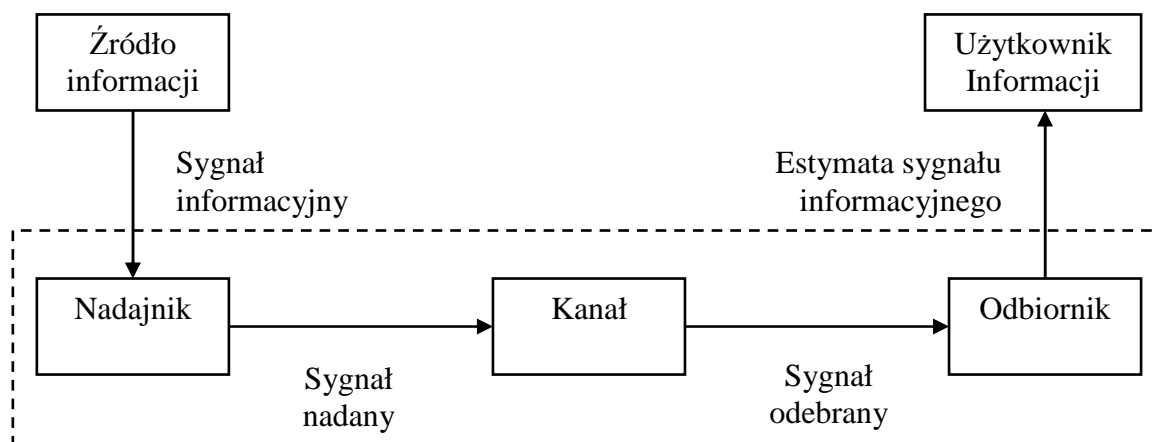 Źródło
informacji
Użytkownik
Informacji
Sygnał
informacyjny
Estymata sygnału
informacyjnego
Nadajnik
Kanał
Odbiornik
Sygnał
nadany
Sygnał
odebrany